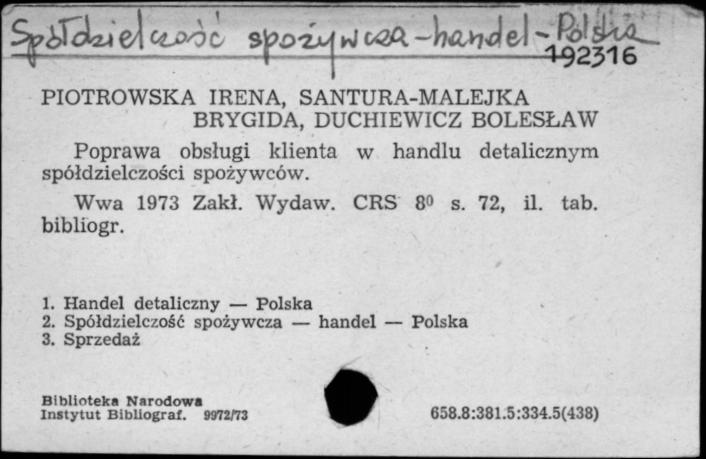 Spółdzielczość spożywcza - handel - Polska
192316
PIOTROWSKA IRENA, SANTURA-MALEJKA
BRYGIDA, DUCHIEWICZ BOLESŁAW
Poprawa obsługi klienta w handlu detalicznym
spółdzielczości spożywców.
Wwa 1973 Zakł. Wydaw. CRS 8⁰ s. 72, il. tab.
bibliogr.
1. Handel detaliczny — Polska
2. Spółdzielczość spożywcza — handel — Polska
3. Sprzedaż
Biblioteka Narodowa
Instytut Bibliograf. 9972/73 658.8:381.5:334.5(438)